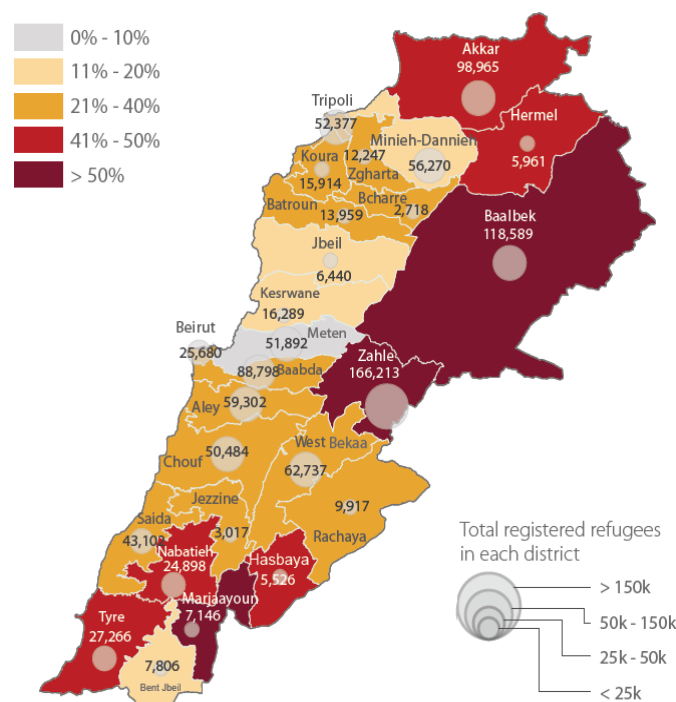 0% - 10%
11% - 20%
21% - 40%
41% - 50%
> 50%
Akkar
98,965
Tripoli
52,377
Hermel
5,961
Minieh-Dannieh
56,270
Koura
15,914
12,247
Zgharta
Bcharre
2,718
Batroun
13,959
Baalbek
118,589
Jbeil
6,440
Kesrwane
16,289
Beirut
25,680
Meten
51,892
Zahle
166,213
88,798
Baabda
Aley
59,302
Chouf
50,484
West Bekaa
62,737
Jezzine
3,017
9,917
Rachaya
Saida
43,108
Nabatieh
24,898
Hasbaya
5,526
Marjaayoun
7,146
Tyre
27,266
7,806
Bent Jbeil
Total registered refugees
in each district
> 150k
50k - 150k
25k - 50k
< 25k